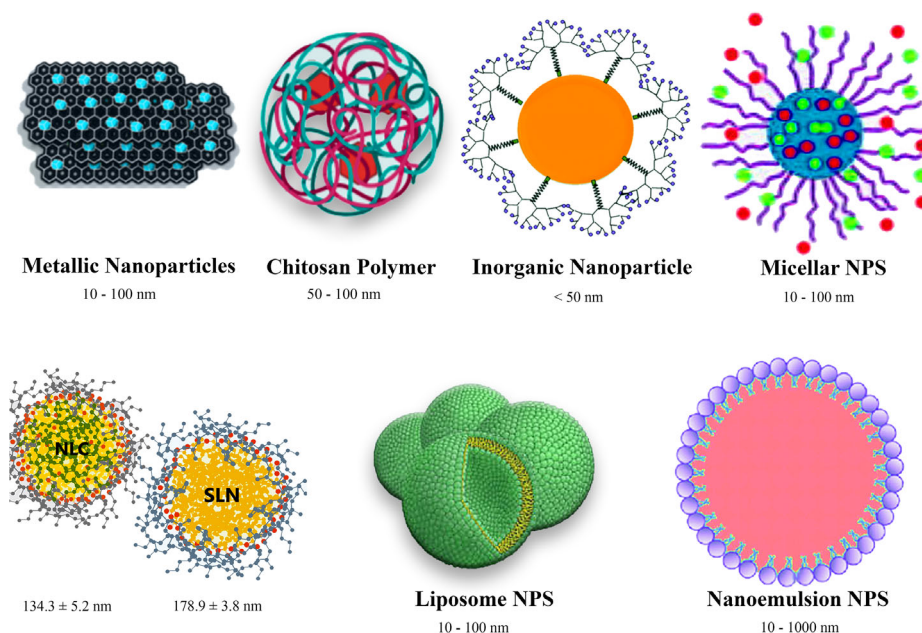 Metallic Nanoparticles
10 - 100 nm
Chitosan Polymer
50 - 100 nm
Inorganic Nanoparticle
< 50 nm
Micellar NPS
10 - 100 nm
NLC
SLN
134.3 ± 5.2 nm
178.9 ± 3.8 nm
Liposome NPS
10 - 100 nm
Nanoemulsion NPS
10 - 1000 nm